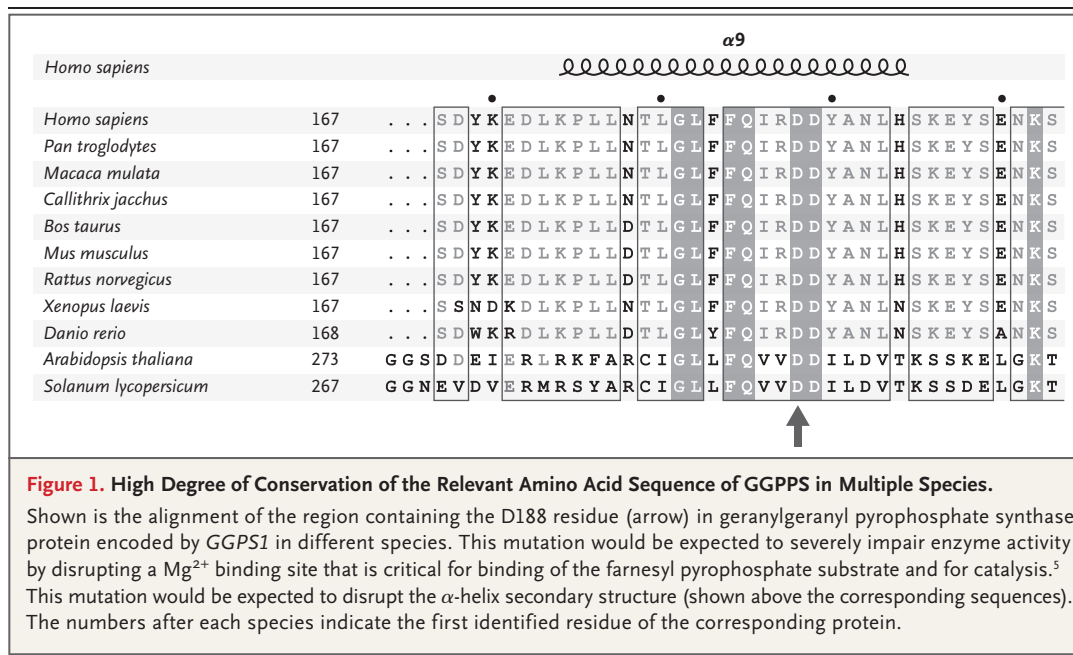 α9
Homo sapiens
Homo sapiens 167 . . . S D Y K E D L K P L L N T L G L F F Q I R D D Y A N L H S K E Y S E N K S
Pan troglodytes 167 . . . S D Y K E D L K P L L N T L G L F F Q I R D D Y A N L H S K E Y S E N K S
Macaca mulata 167 . . . S D Y K E D L K P L L N T L G L F F Q I R D D Y A N L H S K E Y S E N K S
Callithrix jacchus 167 . . . S D Y K E D L K P L L N T L G L F F Q I R D D Y A N L H S K E Y S E N K S
Bos taurus 167 . . . S D Y K E D L K P L L D T L G L F F Q I R D D Y A N L H S K E Y S E N K S
Mus musculus 167 . . . S D Y K E D L K P L L D T L G L F F Q I R D D Y A N L H S K E Y S E N K S
Rattus norvegicus 167 . . . S D Y K E D L K P L L D T L G L F F Q I R D D Y A N L H S K E Y S E N K S
Xenopus laevis 167 . . . S S N D K D L K P L L N T L G L F F Q I R D D Y A N L N S K E Y S E N K S
Danio rerio 168 . . . S D W K R D L K P L L D T L G L Y F Q I R D D Y A N L N S K E Y S A N K S
Arabidopsis thaliana 273 G G S D D E I E R L R K F A R C I G L L F Q V V D D I L D V T K S S K E L G K T
Solanum lycopersicum 267 G G N E V D V E R M R S Y A R C I G L L F Q V V D D I L D V T K S S D E L G K T
Figure 1. High Degree of Conservation of the Relevant Amino Acid Sequence of GGPPS in Multiple Species.
Shown is the alignment of the region containing the D188 residue (arrow) in geranylgeranyl pyrophosphate synthase
protein encoded by GGPS1 in different species. This mutation would be expected to severely impair enzyme activity
by disrupting a Mg²⁺ binding site that is critical for binding of the farnesyl pyrophosphate substrate and for catalysis.⁵
This mutation would be expected to disrupt the α-helix secondary structure (shown above the corresponding sequences).
The numbers after each species indicate the first identified residue of the corresponding protein.